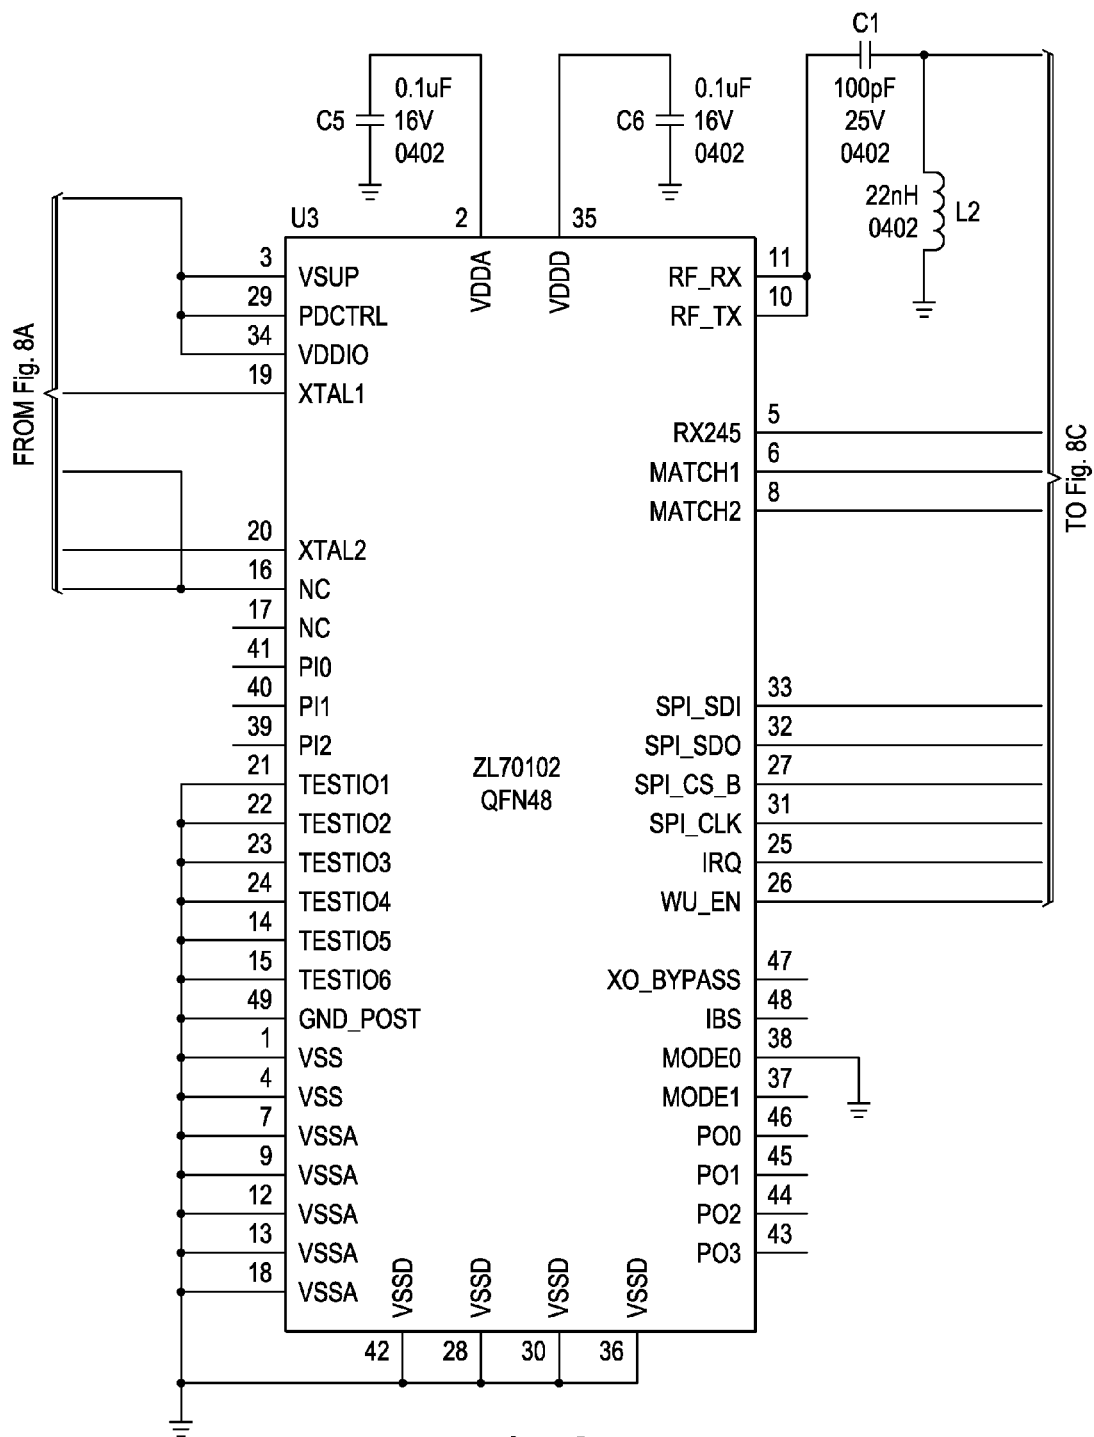 C1
0.1uF
C5 16V
0402
0.1uF
C6 16V
0402
100pF
25V
0402
22nH
0402 L2
U3
2
35
VDDA
VDDD
FROM Fig. 8A
3 VSUP
29 PDCTRL
34 VDDIO
19 XTAL1
20 XTAL2
16 NC
17 NC
41 PI0
40 PI1
39 PI2
21 TESTIO1
22 TESTIO2
23 TESTIO3
24 TESTIO4
14 TESTIO5
15 TESTIO6
49 GND_POST
1 VSS
4 VSS
7 VSSA
9 VSSA
12 VSSA
13 VSSA
18 VSSA
ZL70102
QFN48
RF_RX 11
RF_TX 10
RX245 5
MATCH1 6
MATCH2 8
SPI_SDI 33
SPI_SDO 32
SPI_CS_B 27
SPI_CLK 31
IRQ 25
WU_EN 26
XO_BYPASS 47
IBS 48
MODE0 38
MODE1 37
PO0 46
PO1 45
PO2 44
PO3 43
TO Fig. 8C
VSSD
VSSD
VSSD
VSSD
42
28
30
36